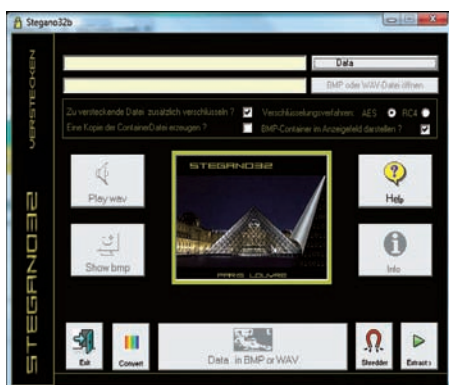 Stegano32b
VERSTECKEN
STEGANO32
Data
BMP oder WAV-Datei öffnen
Zu versteckende Datei zusätzlich verschlüsseln ?
Verschlüsselungsverfahren: AES RC4
Eine Kopie der ContainerDatei erzeugen ?
BMP-Container im Anzeigefeld darstellen ?
Play wav
STEGANO32
PARIS LOUVRE
Help
Show bmp
Info
Exit
Convert
Data in BMP or WAV
Shredder
Extract >